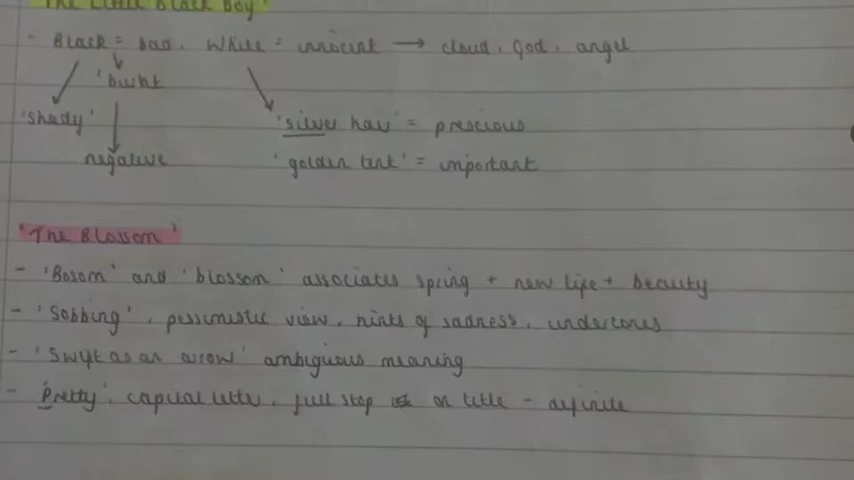 'The Little Black Boy'
- Black = bad. White = innocent → cloud, God, angel
'burnt
'shady'
'silver hair' = prescious
negative
'golden tent' = important
'The Blossom'
- 'Bosom' and 'blossom' associates spring + new life + beauty
- 'Sobbing', pessimistic view, hints of sadness, undertones
- 'Swift as an arrow' ambiguous meaning
- 'Pretty', capital letter, full stop on title - definite